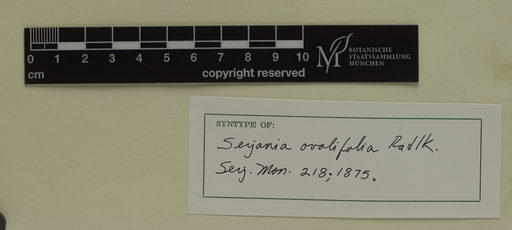 0 1 2 3 4 5 6 7 8 9 10
cm copyright reserved
M BOTANISCHE
STAATSSAMMLUNG
MÜNCHEN
SYNTYPE OF:
Serjania ovalifolia Radlk.
Serj. Mon. 218; 1875.